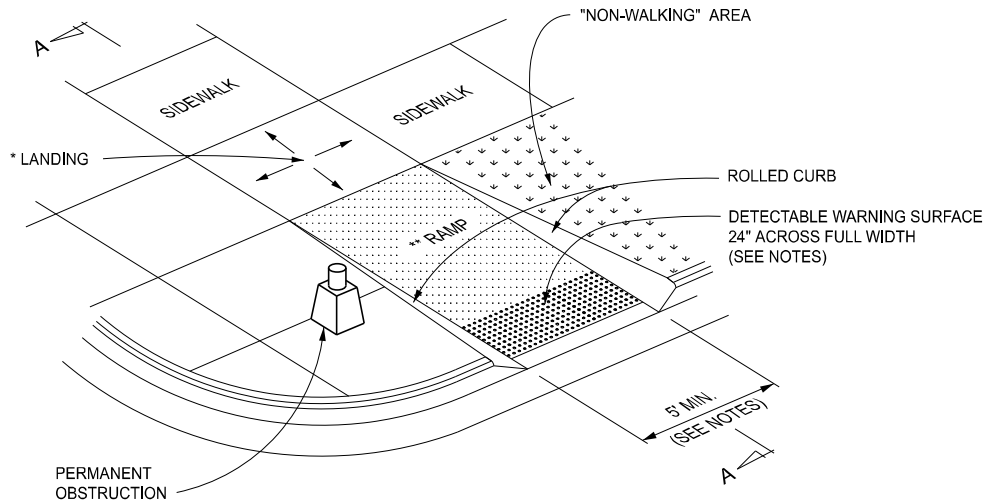 "NON-WALKING" AREA
A
SIDEWALK
SIDEWALK
* LANDING
ROLLED CURB
** RAMP
DETECTABLE WARNING SURFACE
24" ACROSS FULL WIDTH
(SEE NOTES)
5' MIN.
(SEE NOTES)
A
PERMANENT
OBSTRUCTION